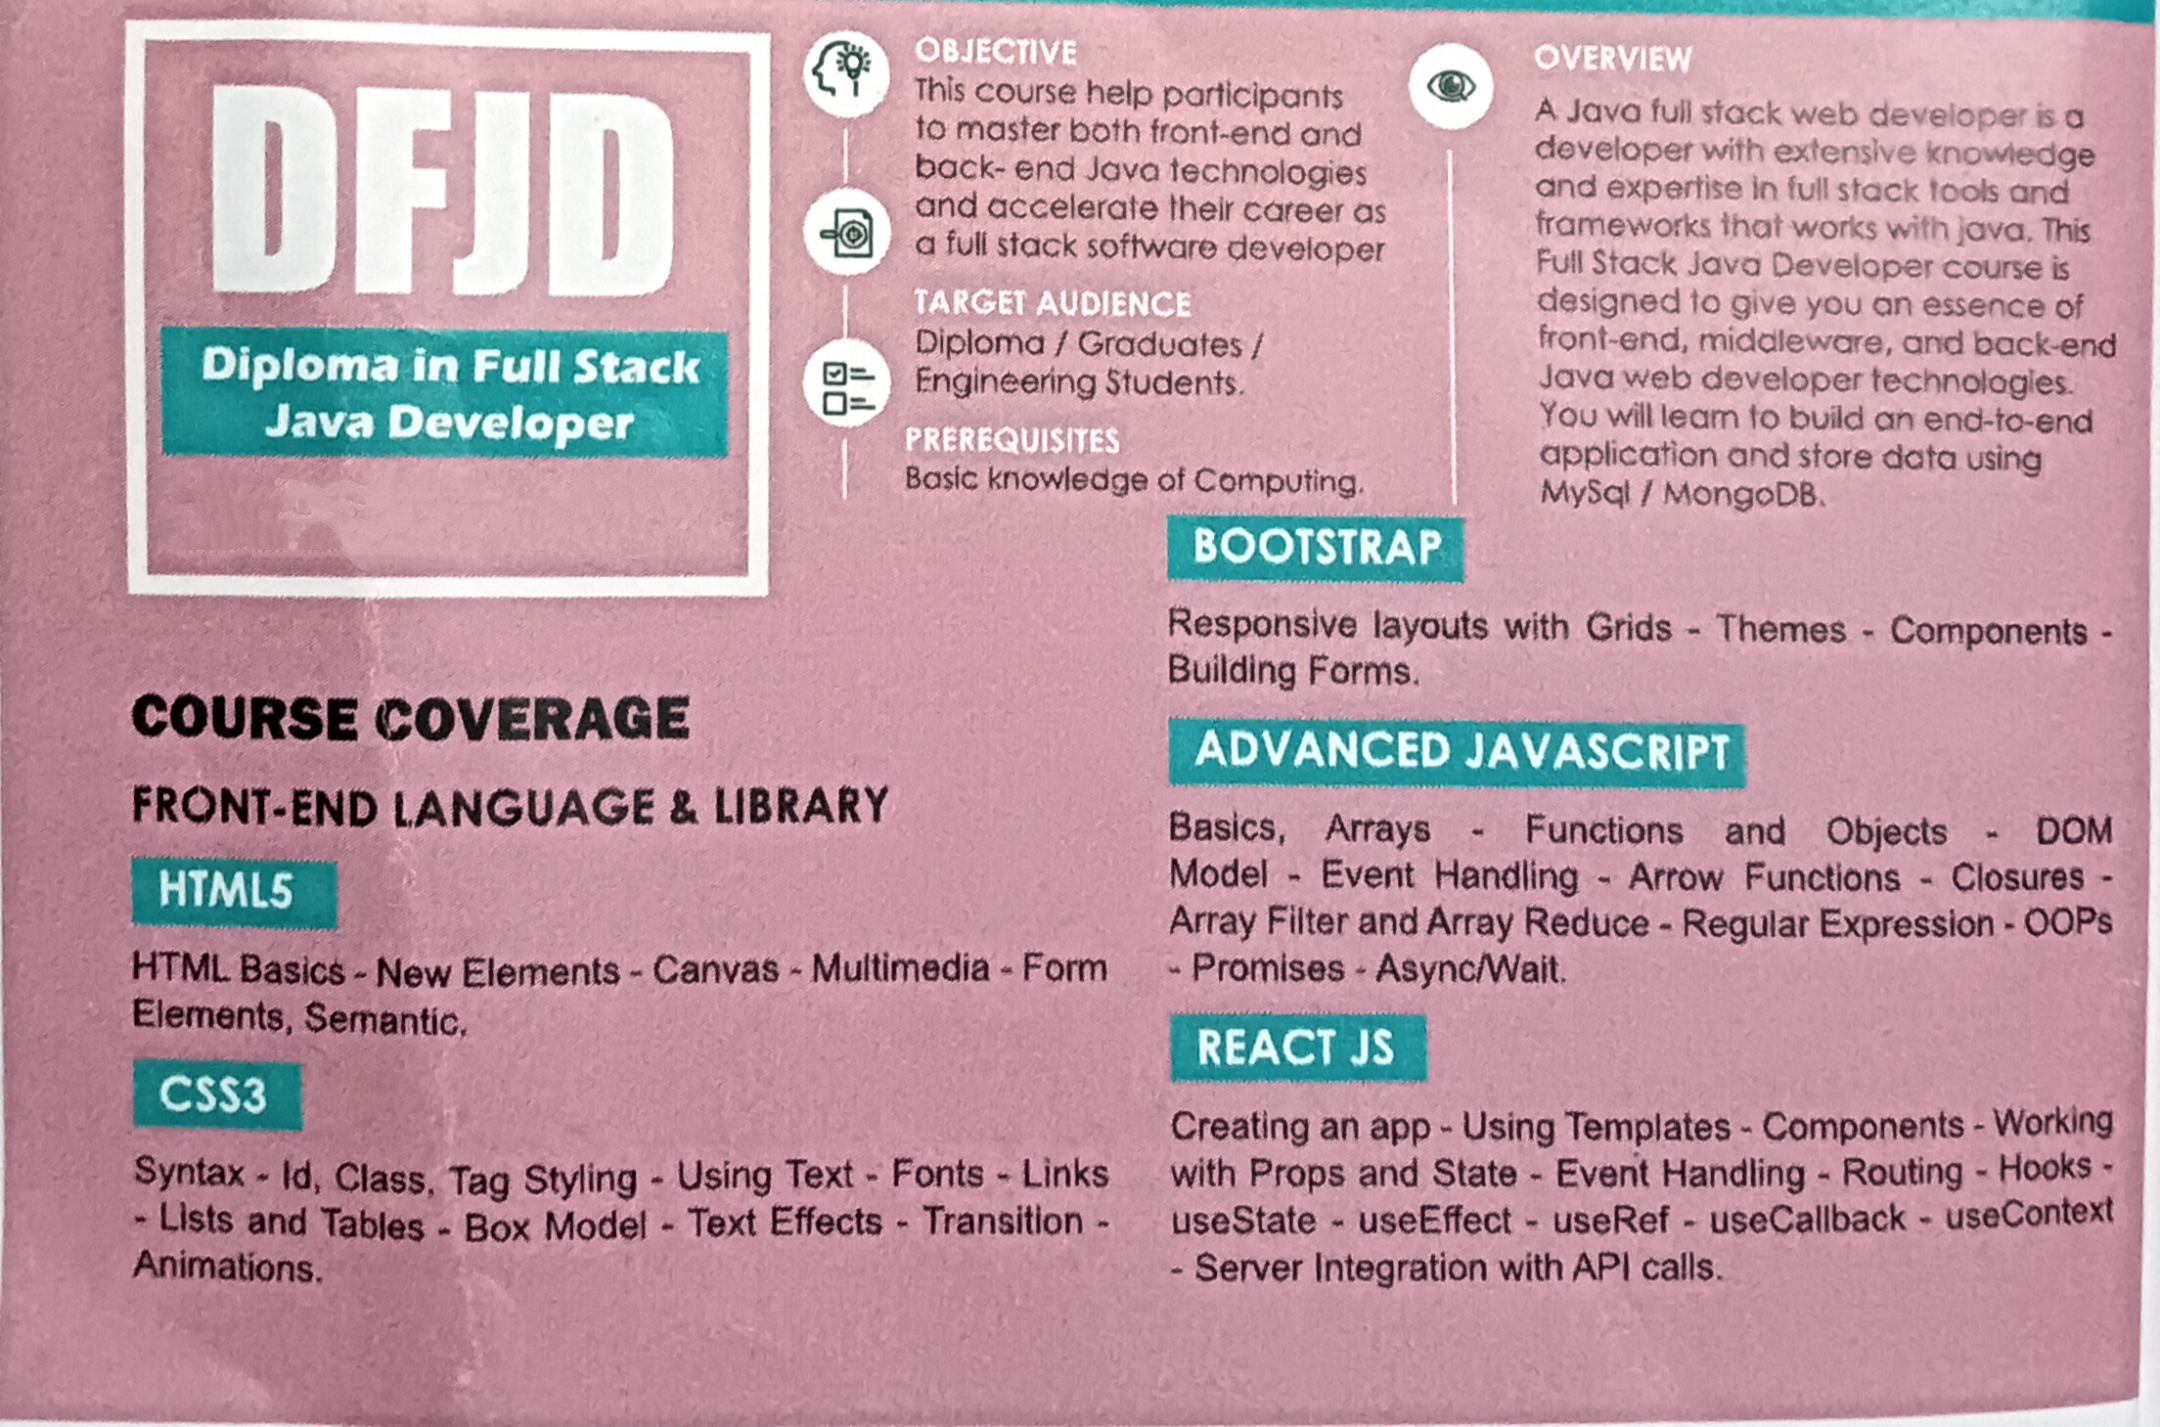 DFJD
Diploma in Full Stack
Java Developer
OBJECTIVE
This course help participants
to master both front-end and
back- end Java technologies
and accelerate their career as
a full stack software developer
TARGET AUDIENCE
Diploma / Graduates /
Engineering Students.
PREREQUISITES
Basic knowledge of Computing.
OVERVIEW
A Java full stack web developer is a
developer with extensive knowledge
and expertise in full stack tools and
frameworks that works with java. This
Full Stack Java Developer course is
designed to give you an essence of
front-end, middleware, and back-end
Java web developer technologies.
You will learn to build an end-to-end
application and store data using
MySql / MongoDB.
COURSE COVERAGE
FRONT-END LANGUAGE & LIBRARY
HTML5
HTML Basics - New Elements - Canvas - Multimedia - Form
Elements, Semantic.
CSS3
Syntax - Id, Class, Tag Styling - Using Text - Fonts - Links
- Lists and Tables - Box Model - Text Effects - Transition -
Animations.
BOOTSTRAP
Responsive layouts with Grids - Themes - Components -
Building Forms.
ADVANCED JAVASCRIPT
Basics, Arrays - Functions and Objects - DOM
Model - Event Handling - Arrow Functions - Closures -
Array Filter and Array Reduce - Regular Expression - OOPs
- Promises - Async/Wait.
REACT JS
Creating an app - Using Templates - Components - Working
with Props and State - Event Handling - Routing - Hooks -
useState - useEffect - useRef - useCallback - useContext
- Server Integration with API calls.